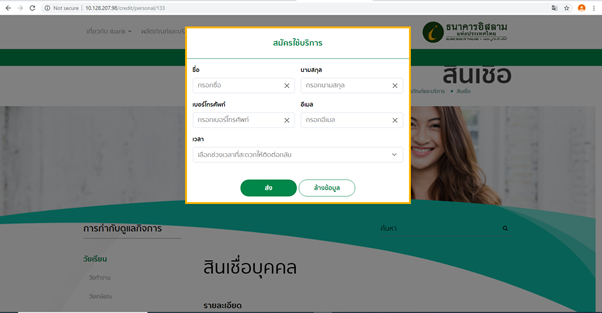 Not secure | 10.128.207.98/credit/personal/133
เกี่ยวกับ ธอท
ธนาคารอิสลาม
แห่งประเทศไทย
สินเชื่อ
สมัครใช้บริการ
ชื่อ
นามสกุล
กรอกชื่อ
กรอกนามสกุล
เบอร์โทรศัพท์
อีเมล
กรอกเบอร์โทรศัพท์
กรอกอีเมล
เวลา
เลือกช่วงเวลาที่สะดวกให้ติดต่อกลับ
ส่ง
ล้างข้อมูล
การกำกับดูแลกิจการ
ค้นหา
วัยเรียน
วัยทำงาน
วัยเกษียณ
สินเชื่อบุคคล
รายละเอียด